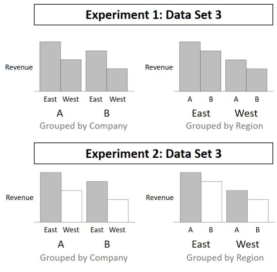 Experiment 1: Data Set 3
Revenue
East West East West
A B
Grouped by Company
Revenue
A B A B
East West
Grouped by Region
Experiment 2: Data Set 3
Revenue
East West East West
A B
Grouped by Company
Revenue
A B A B
East West
Grouped by Region